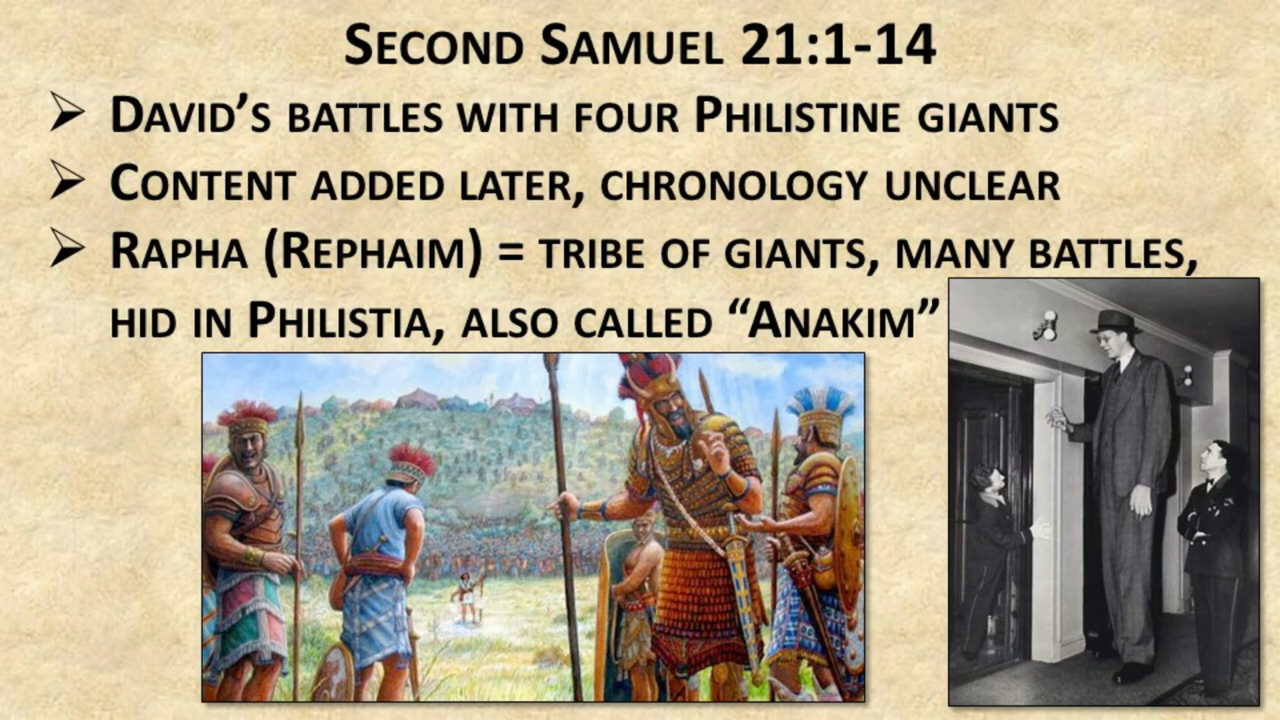 Second Samuel 21:1-14
➢ David's battles with four Philistine giants
➢ Content added later, chronology unclear
➢ Rapha (Rephaim) = tribe of giants, many battles,
hid in Philistia, also called “Anakim”